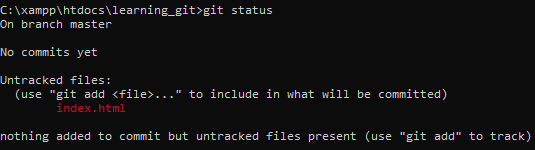 C:\xampp\htdocs\learning_git>git status
On branch master
No commits yet
Untracked files:
(use "git add <file>..." to include in what will be committed)
index.html
nothing added to commit but untracked files present (use "git add" to track)